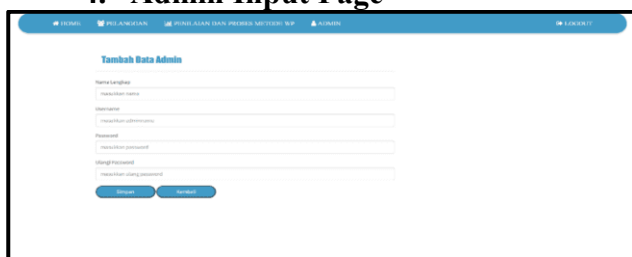 4. Admin Input Page
HOME PELANGGAN PENILAIAN DAN PROSES METODE WP ADMIN LOGOUT
Tambah Data Admin
Nama Lengkap
masukkan nama
Username
masukkan username
Password
masukkan password
Ulangi Password
masukkan ulang password
Simpan Kembali